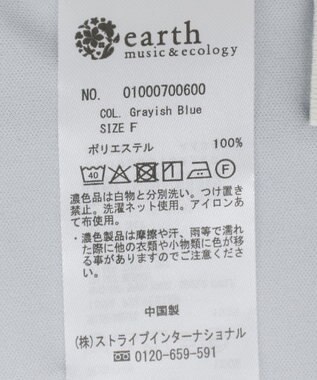 earth
music&ecology
NO. 01000700600
COL. Grayish Blue
SIZE F
ポリエステル 100%
40 F
濃色品は白物と分別洗い。つけ置き
禁止。洗濯ネット使用。アイロンあ
て布使用。
・濃色製品は摩擦や汗、雨等で濡れ
た際に他の衣類や小物類に色が移
る事がありますのでご注意くださ
い。
中国製
(株)ストライプインターナショナル
0120-659-591